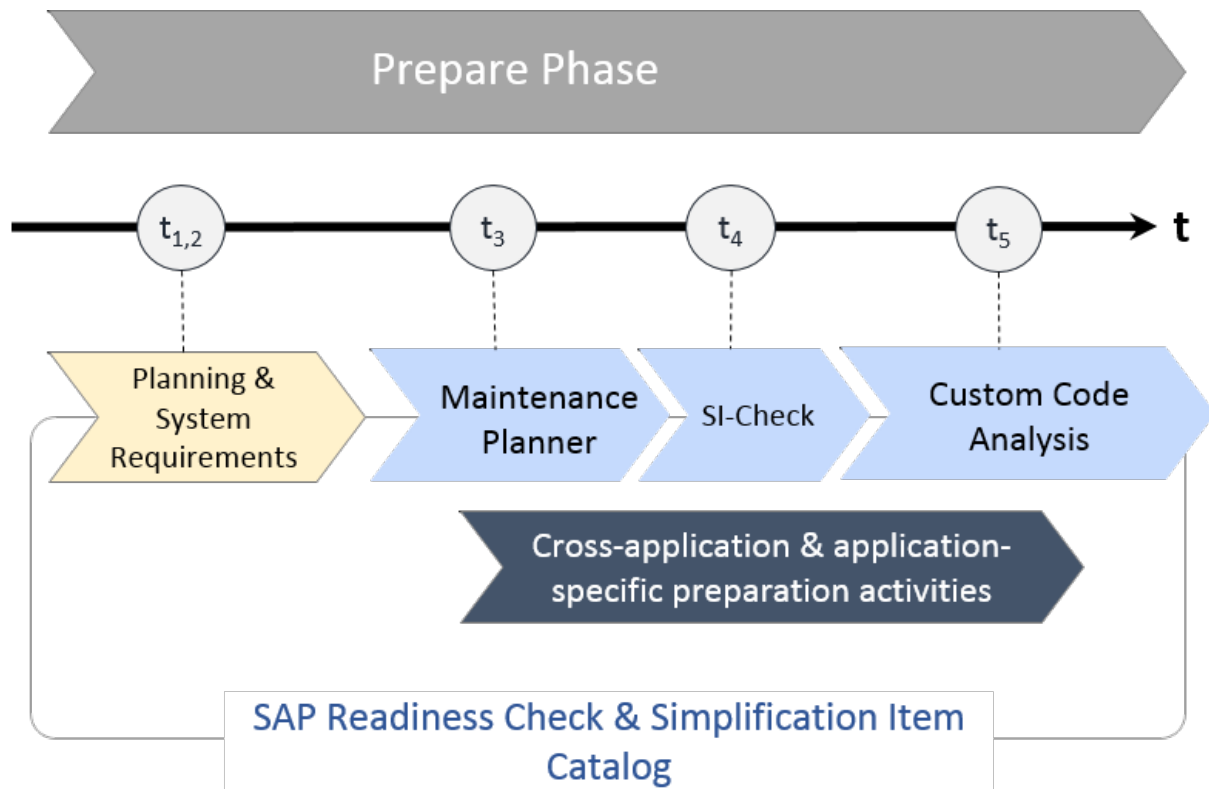 Prepare Phase
t1,2
t3
t4
t5
t
Planning &
System
Requirements
Maintenance
Planner
SI-Check
Custom Code
Analysis
Cross-application & application-
specific preparation activities
SAP Readiness Check & Simplification Item
Catalog